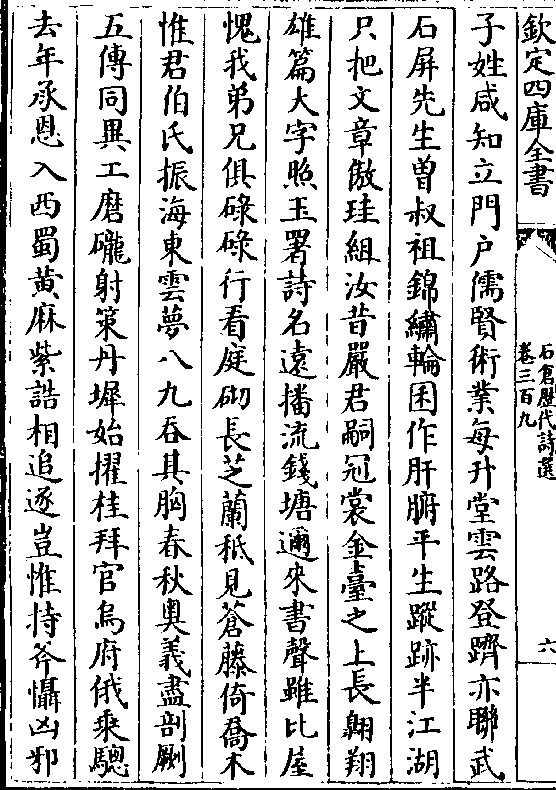 欽定四庫全書
石倉歷代詩選
卷三百九
六
子姓咸知立門户儒賢術業每升堂雲路登躋亦聯武
石屏先生曽叔祖錦繡輪囷作肝腑平生蹤跡半江湖
只把文章傲珪組汝昔嚴君嗣冠裳金臺之上長翺翔
雄篇大字照玉署詩名遠播流錢塘邇來書聲雖比屋
愧我弟兄俱碌碌行看庭砌長芝蘭秪見蒼藤倚喬木
惟君伯氏振海東雲夢八九吞其胸春秋奥義盡剖劂
五傳同異工磨礲射策丹墀始擢桂拜官烏府俄乘驄
去年承恩入西蜀黄麻紫誥相追逐豈惟持斧懾凶邪